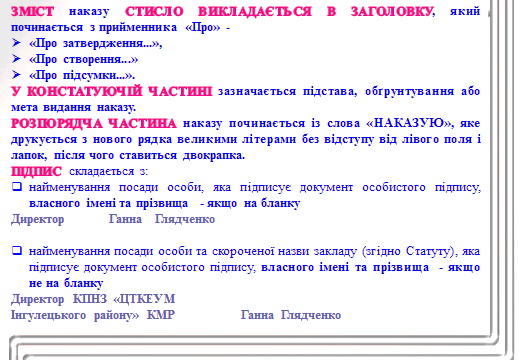 ЗМІСТ наказу СТИСЛО ВИКЛАДАЄТЬСЯ В ЗАГОЛОВКУ, який
починається з прийменника «Про» -
➢ «Про затвердження...»,
➢ «Про створення...»
➢ «Про підсумки...».
У КОНСТАТУЮЧІЙ ЧАСТИНІ зазначається підстава, обґрунтування або
мета видання наказу.
РОЗПОРЯДЧА ЧАСТИНА наказу починається із слова «НАКАЗУЮ», яке
друкується з нового рядка великими літерами без відступу від лівого поля і
лапок, після чого ставиться двокрапка.
ПІДПИС складається з:
❑ найменування посади особи, яка підписує документ особистого підпису,
власного імені та прізвища - якщо на бланку
Директор Ганна Глядченко
❑ найменування посади особи та скороченої назви закладу (згідно Статуту), яка
підписує документ особистого підпису, власного імені та прізвища - якщо
не на бланку
Директор КПНЗ «ЦТКЕУМ
Інгулецького району» КМР Ганна Глядченко